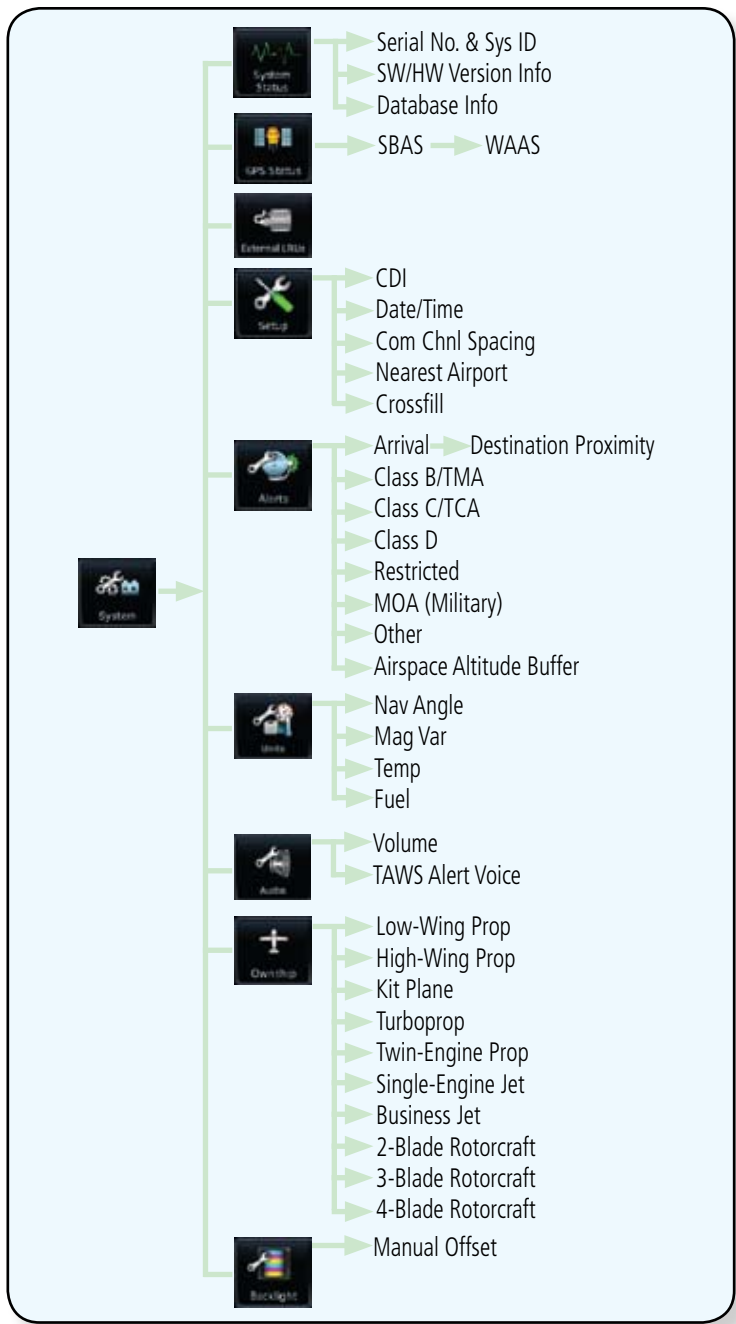 System
System
Status
Serial No. & Sys ID
SW/HW Version Info
Database Info
GPS Status
SBAS WAAS
External LRUs
Setup
CDI
Date/Time
Com Chnl Spacing
Nearest Airport
Crossfill
Alerts
Arrival Destination Proximity
Class B/TMA
Class C/TCA
Class D
Restricted
MOA (Military)
Other
Airspace Altitude Buffer
Units
Nav Angle
Mag Var
Temp
Fuel
Audio
Volume
TAWS Alert Voice
Ownship
Low-Wing Prop
High-Wing Prop
Kit Plane
Turboprop
Twin-Engine Prop
Single-Engine Jet
Business Jet
2-Blade Rotorcraft
3-Blade Rotorcraft
4-Blade Rotorcraft
Backlight
Manual Offset